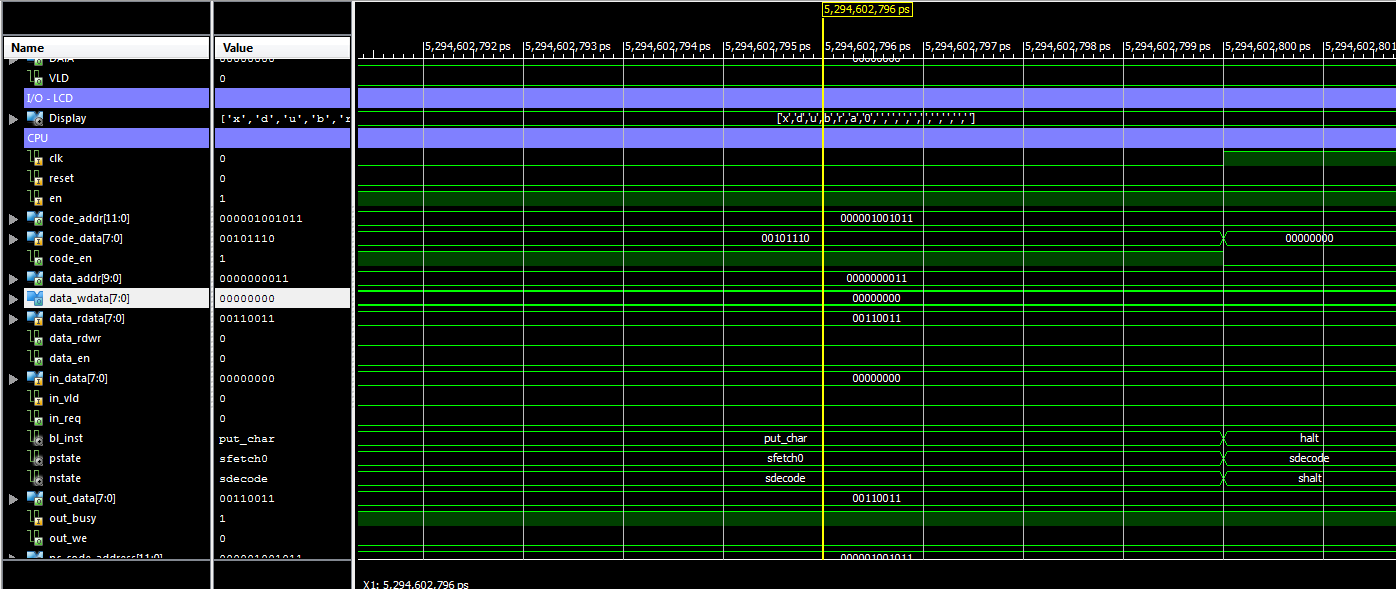 5,294,602,796 ps
Name Value 5,294,602,792 ps 5,294,602,793 ps 5,294,602,794 ps 5,294,602,795 ps 5,294,602,796 ps 5,294,602,797 ps 5,294,602,798 ps 5,294,602,799 ps 5,294,602,800 ps 5,294,602,801
DATA 00000000 00000000
VLD 0
I/O - LCD
Display ['x','d','u','b','r ['x','d','u','b','r','a','0',' ',' ',' ',' ',' ',' ',' ',' ',' ']
CPU
clk 0
reset 0
en 1
code_addr[11:0] 000001001011 000001001011
code_data[7:0] 00101110 00101110 00000000
code_en 1
data_addr[9:0] 0000000011 0000000011
data_wdata[7:0] 00000000 00000000
data_rdata[7:0] 00110011 00110011
data_rdwr 0
data_en 0
in_data[7:0] 00000000 00000000
in_vld 0
in_req 0
bl_inst put_char put_char halt
pstate sfetch0 sfetch0 sdecode
nstate sdecode sdecode shalt
out_data[7:0] 00110011 00110011
out_busy 1
out_we 0
pc_code_address[11:0] 000001001011 000001001011
X1: 5,294,602,796 ps